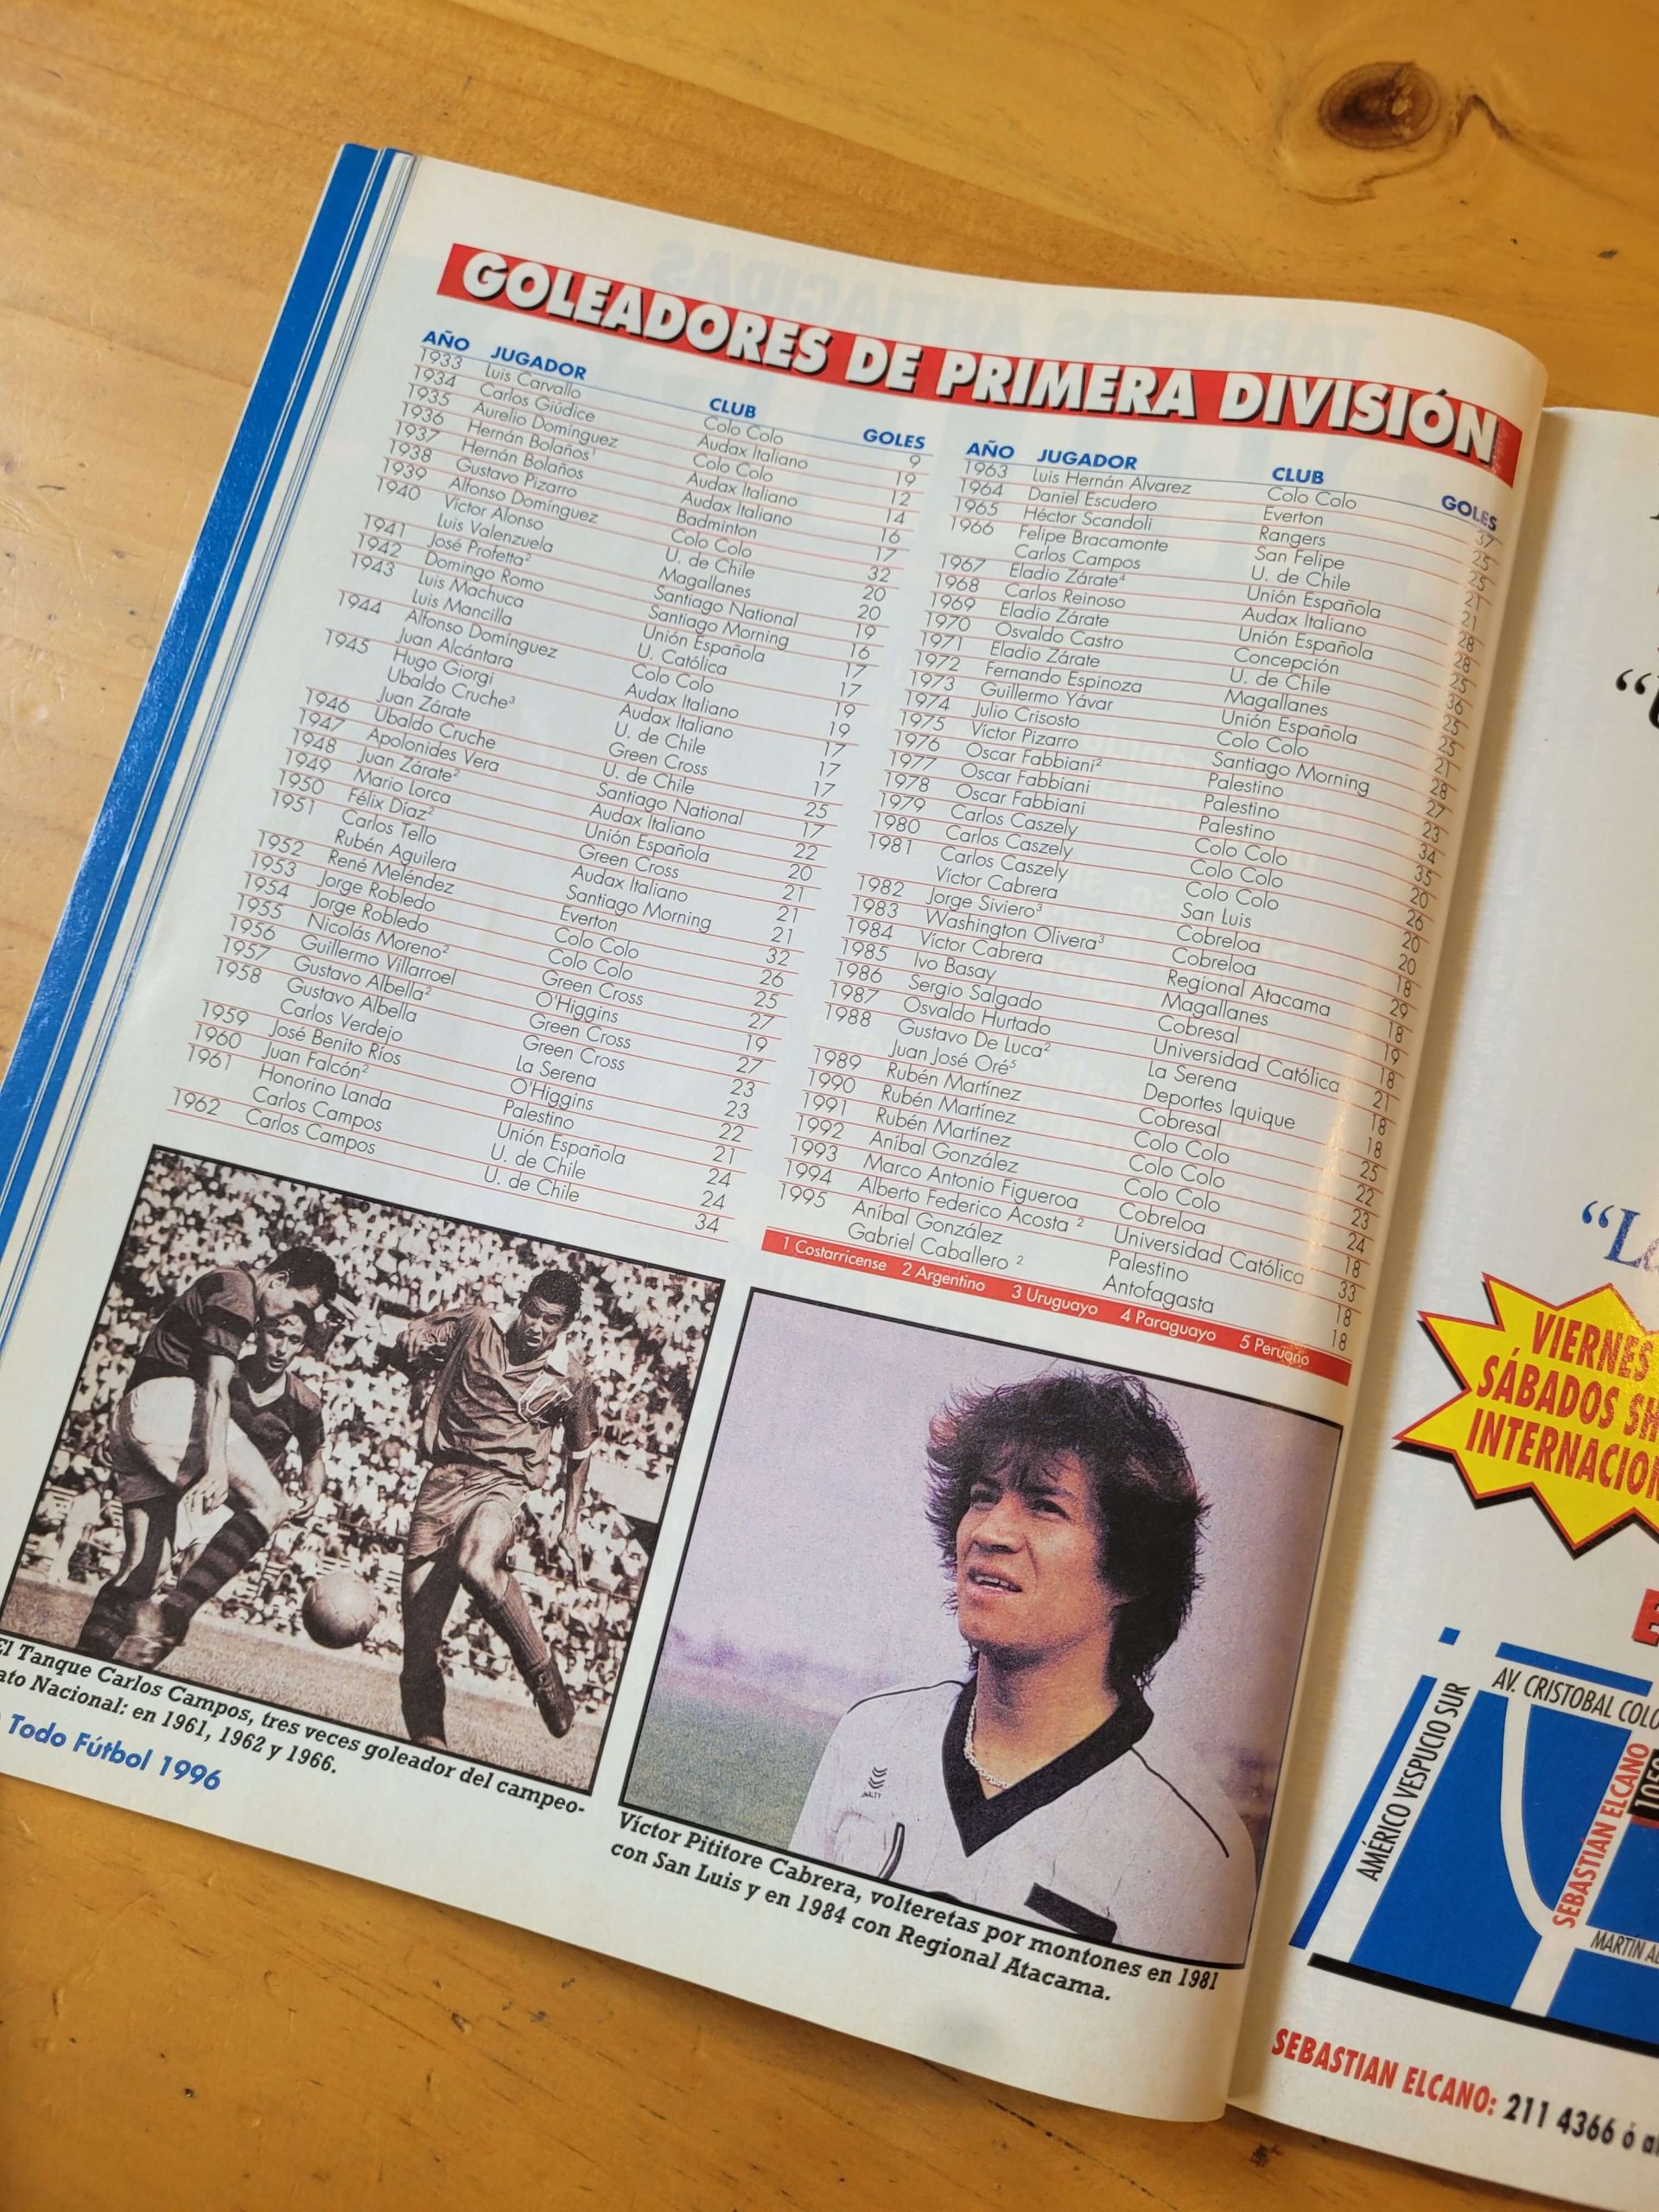 GOLEADORES DE PRIMERA DIVISIÓN
AÑO JUGADOR CLUB GOLES
1933 Luis Carvallo Colo Colo 9
1934 Carlos Giúdice Audax Italiano 19
1935 Aurelio Domínguez Colo Colo 12
1936 Hernán Bolaños¹ Audax Italiano 14
1937 Hernán Bolaños Audax Italiano 16
1938 Gustavo Pizarro Badminton 17
1939 Alfonso Domínguez Colo Colo 32
1940 Víctor Alonso U. de Chile 20
Luis Valenzuela Magallanes 20
1941 José Profetta² Santiago National 19
1942 Domingo Romo Santiago Morning 16
1943 Luis Machuca Unión Española 17
Luis Mancilla U. Católica 17
1944 Alfonso Domínguez Colo Colo 19
Juan Alcántara Audax Italiano 19
1945 Hugo Giorgi Audax Italiano 17
Ubaldo Cruche³ U. de Chile 17
Juan Zárate Green Cross 17
1946 Ubaldo Cruche U. de Chile 25
1947 Apolonides Vera Santiago National 17
1948 Juan Zárate² Audax Italiano 22
1949 Mario Lorca Unión Española 20
1950 Félix Díaz² Green Cross 21
1951 Carlos Tello Audax Italiano 21
Rubén Aguilera Santiago Morning 21
1952 René Meléndez Everton 32
1953 Jorge Robledo Colo Colo 26
1954 Jorge Robledo Colo Colo 25
1955 Nicolás Moreno² Green Cross 27
1956 Guillermo Villarroel O'Higgins 19
1957 Gustavo Albella² Green Cross 27
1958 Gustavo Albella Green Cross 23
Carlos Verdejo La Serena 23
1959 José Benito Ríos O'Higgins 22
1960 Juan Falcón² Palestino 21
1961 Honorino Landa Unión Española 24
Carlos Campos U. de Chile 24
1962 Carlos Campos U. de Chile 34
AÑO JUGADOR CLUB GOLES
1963 Luis Hernán Alvarez Colo Colo 37
1964 Daniel Escudero Everton 25
1965 Héctor Scandoli Rangers 25
1966 Felipe Bracamonte San Felipe 21
Carlos Campos U. de Chile 21
1967 Eladio Zárate⁴ Unión Española 28
1968 Carlos Reinoso Audax Italiano 28
1969 Eladio Zárate Unión Española 25
1970 Osvaldo Castro Concepción 36
1971 Eladio Zárate U. de Chile 25
1972 Fernando Espinoza Magallanes 25
1973 Guillermo Yávar Unión Española 21
1974 Julio Crisosto Colo Colo 28
1975 Víctor Pizarro Santiago Morning 27
1976 Oscar Fabbiani² Palestino 23
1977 Oscar Fabbiani Palestino 34
1978 Oscar Fabbiani Palestino 35
1979 Carlos Caszely Colo Colo 20
1980 Carlos Caszely Colo Colo 26
1981 Carlos Caszely Colo Colo 20
Víctor Cabrera San Luis 20
1982 Jorge Siviero³ Cobreloa 18
1983 Washington Olivera³ Cobreloa 29
1984 Víctor Cabrera Regional Atacama 18
1985 Ivo Basay Magallanes 19
1986 Sergio Salgado Cobresal 18
1987 Osvaldo Hurtado Universidad Católica 21
1988 Gustavo De Luca² La Serena 18
Juan José Oré⁵ Deportes Iquique 18
1989 Rubén Martínez Cobresal 25
1990 Rubén Martínez Colo Colo 22
1991 Rubén Martínez Colo Colo 23
1992 Aníbal González Colo Colo 24
1993 Marco Antonio Figueroa Cobreloa 18
1994 Alberto Federico Acosta ² Universidad Católica 33
1995 Aníbal González Palestino 18
Gabriel Caballero ² Antofagasta 18
1 Costarricense 2 Argentino 3 Uruguayo 4 Paraguayo 5 Peruano
El Tanque Carlos Campos, tres veces goleador del campeo-
ato Nacional: en 1961, 1962 y 1966.
Todo Fútbol 1996
Víctor Pititore Cabrera, volteretas por montones en 1981
con San Luis y en 1984 con Regional Atacama.
VIERNES
SÁBADOS SH
INTERNACIO
AV. CRISTOBAL COLO
AMÉRICO VESPUCIO SUR
SEBASTIÁN ELCANO
MARTIN AL
SEBASTIAN ELCANO: 211 4366 ó al